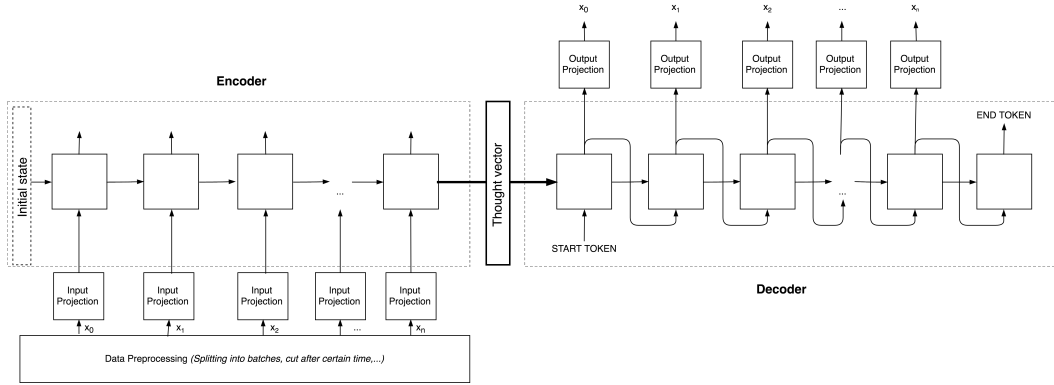 x0 x1 x2 ... xn
Output Projection
Output Projection
Output Projection
Output Projection
Output Projection
Encoder
Initial state
...
Thought vector
END TOKEN
...
START TOKEN
Input Projection
Input Projection
Input Projection
Input Projection
Input Projection
Decoder
x0 x1 x2 ... xn
Data Preprocessing (Splitting into batches, cut after certain time,...)